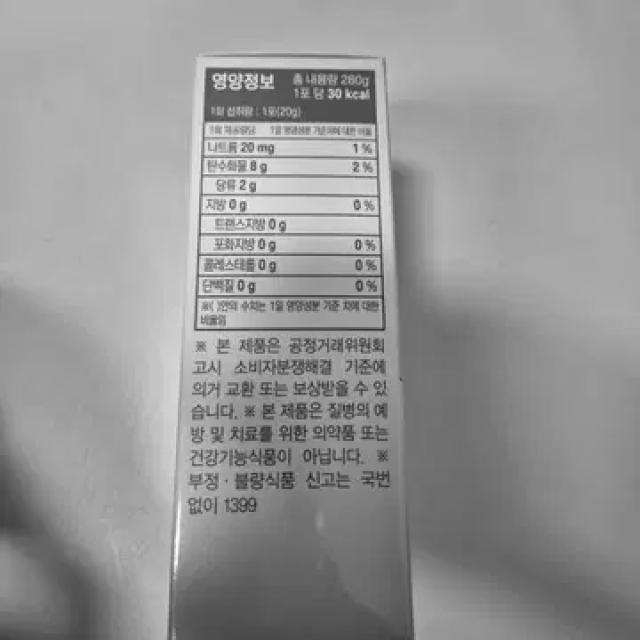 영양정보 총 내용량 280g
1포 당 30 kcal
1회 섭취량 : 1포(20g)
1회 제공량당 1일 영양성분 기준치에 대한 비율
나트륨 20 mg 1 %
탄수화물 8 g 2 %
당류 2 g
지방 0 g 0 %
트랜스지방 0 g
포화지방 0 g 0 %
콜레스테롤 0 g 0 %
단백질 0 g 0 %
※( )안의 수치는 1일 영양성분 기준 치에 대한
비율임
※ 본 제품은 공정거래위원회
고시 소비자분쟁해결 기준에
의거 교환 또는 보상받을 수 있
습니다. ※ 본 제품은 질병의 예
방 및 치료를 위한 의약품 또는
건강기능식품이 아닙니다. ※
부정 · 불량식품 신고는 국번
없이 1399